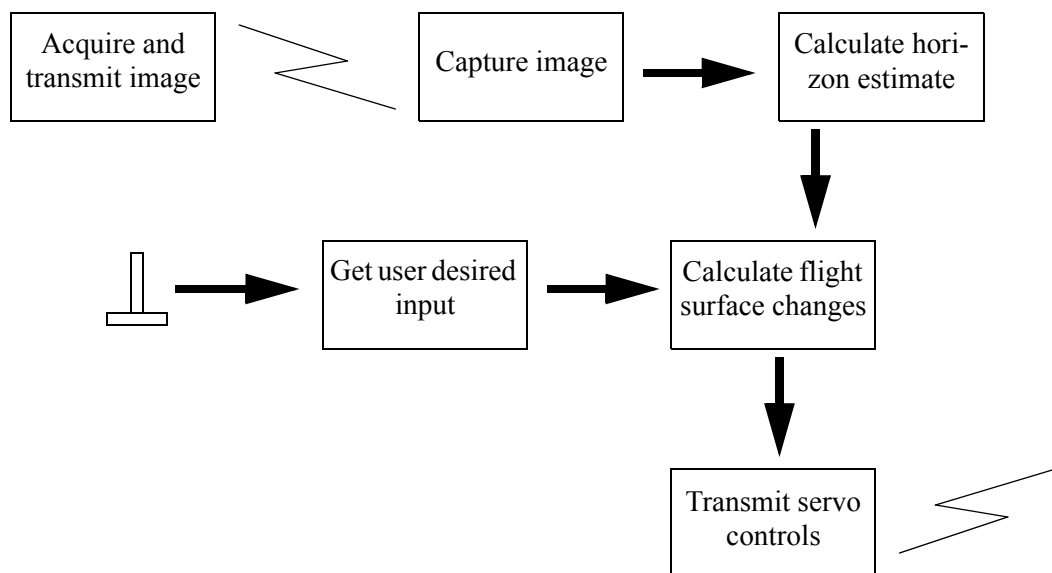 Acquire and
transmit image
Capture image
Calculate hori-
zon estimate
Get user desired
input
Calculate flight
surface changes
Transmit servo
controls